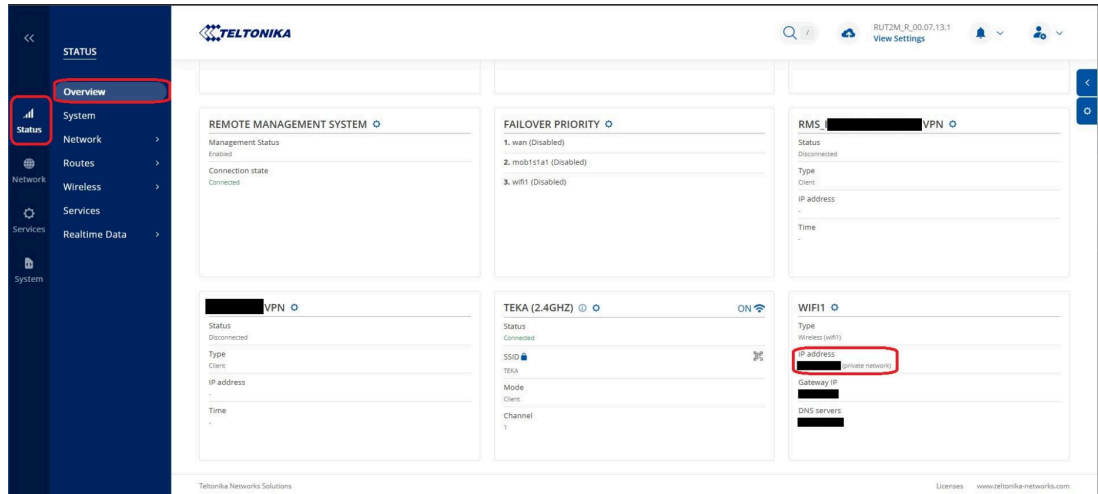 TELTONIKA
/
RUT2M_R_00.07.13.1
View Settings
STATUS
Overview
System
Network
Routes
Wireless
Services
Realtime Data
Status
Network
Services
System
REMOTE MANAGEMENT SYSTEM
Management Status
Enabled
Connection state
Connected
FAILOVER PRIORITY
1. wan (Disabled)
2. mob1s1a1 (Disabled)
3. wifi1 (Disabled)
RMS_ VPN
Status
Disconnected
Type
Client
IP address
-
Time
-
VPN
Status
Disconnected
Type
Client
IP address
-
Time
-
TEKA (2.4GHZ) ON
Status
Connected
SSID
TEKA
Mode
Client
Channel
1
WIFI1
Type
Wireless (wifi1)
IP address
(private network)
Gateway IP
DNS servers
Teltonika Networks Solutions
Licenses www.teltonika-networks.com